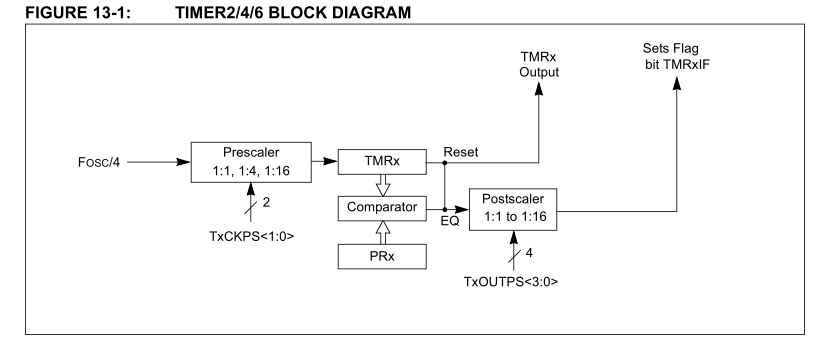 FIGURE 13-1: TIMER2/4/6 BLOCK DIAGRAM
TMRx
Output
Sets Flag
bit TMRxIF
FOSC/4
Prescaler
1:1, 1:4, 1:16
2
TxCKPS<1:0>
TMRx
Reset
Comparator
EQ
PRx
Postscaler
1:1 to 1:16
4
TxOUTPS<3:0>